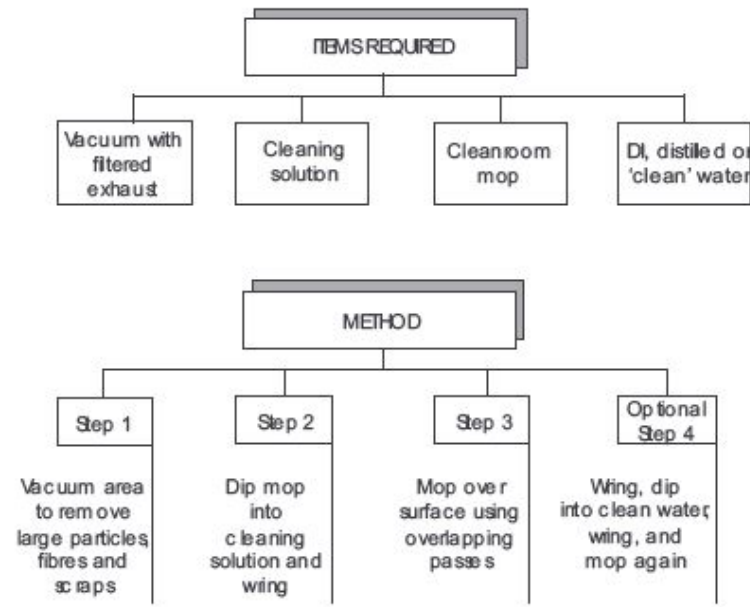 ITEMS REQUIRED
Vacuum with
filtered
exhaust
Cleaning
solution
Cleanroom
mop
DI, distilled or
'clean' water
METHOD
Step 1
Vacuum area
to remove
large particles,
fibres and
scraps
Step 2
Dip mop
into
cleaning
solution and
wring
Step 3
Mop over
surface using
overlapping
passes
Optional
Step 4
Wring, dip
into clean water,
wring, and
mop again